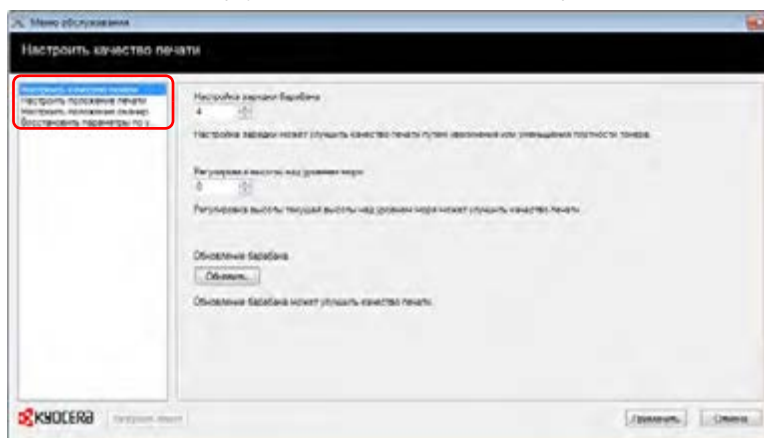 Меню обслуживания
Настроить качество печати
Настроить качество печати
Настроить положение печати
Настроить положение сканир
Восстановить параметры по у...
Настройка зарядки барабана
4
Настройка зарядки может улучшить качество печати путем увеличения или уменьшения плотности тонера.
Регулировка высоты над уровнем моря
0
Регулировка высоты текущая высоты над уровнем моря может улучшить качество печати.
Обновление барабана
Обновить...
Обновление барабана может улучшить качество печати.
KYOCERA
Применить
Отмена